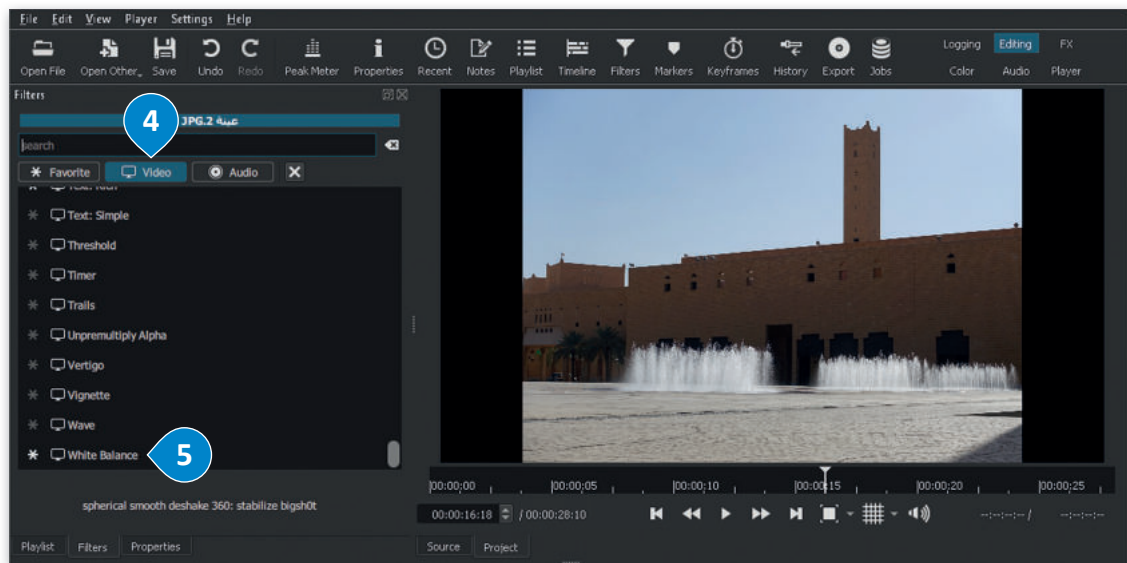 File Edit View Player Settings Help
Open File Open Other... Save Undo Redo Peak Meter Properties Recent Notes Playlist Timeline Filters Markers Keyframes History Export Jobs
Logging Editing FX
Color Audio Player
Filters
عينة 2.JPG
4
search
Favorite Video Audio
Text: Rich
Text: Simple
Threshold
Timer
Trails
Unpremultiply Alpha
Vertigo
Vignette
Wave
White Balance
5
spherical smooth deshake 360: stabilize bigsh0t
00:00;00 00:00;05 00:00;10 00:00;15 00:00;20 00:00;25
00:00:16:18 / 00:00:28:10
--:--:--:-- / --:--:--:--
Playlist Filters Properties
Source Project